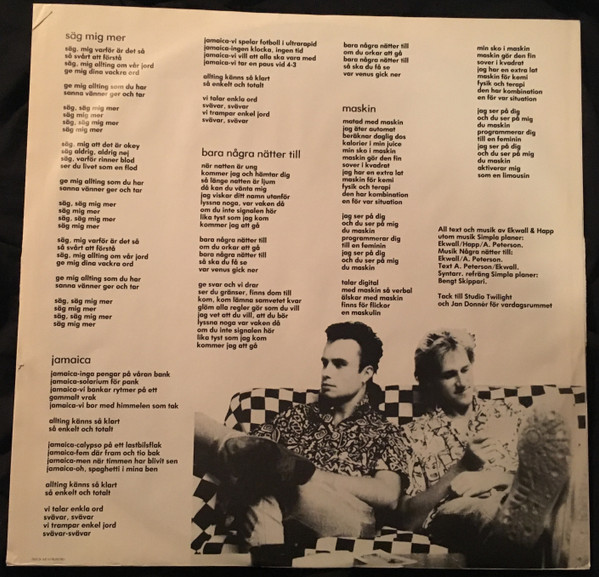 säg mig mer
säg, mig varför är det så
så svårt att förstå
säg, mig allting om vår jord
ge mig dina vackra ord
ge mig allting som du har
sanna vänner ger och tar
säg, säg mig mer
säg mig mer
säg, säg mig mer
säg mig mer
säg, mig att det är okey
säg aldrig, aldrig nej
säg, varför rinner blod
ser du livet som en flod
ge mig allting som du har
sanna vänner ger och tar
säg, säg mig mer
säg mig mer
säg, säg mig mer
säg mig mer
säg, mig varför är det så
så svårt att förstå
säg, mig allting om vår jord
ge mig dina vackra ord
ge mig allting som du har
sanna vänner ger och tar
säg, säg mig mer
säg mig mer
säg, säg mig mer
säg mig mer
jamaica
jamaica-inga pengar på våran bank
jamaica-solarium för pank
jamaica-vi bankar rytmer på ett
gammalt vrak
jamaica-vi bor med himmelen som tak
allting känns så klart
så enkelt och totalt
jamaica-calypso på ett lastbilsflak
jamaica-fem där fram och tio bak
jamaica-men när timmen har blivit sen
jamaica-oh, spaghetti i mina ben
allting känns så klart
så enkelt och totalt
vi talar enkla ord
svävar, svävar
vi trampar enkel jord
svävar-svävar
jamaica-vi spelar fotboll i ultrarapid
jamaica-ingen klocka, ingen tid
jamaica-vi vill att alla ska vara med
jamaica-vi tar en paus vid 4-3
allting känns så klart
så enkelt och totalt
vi talar enkla ord
svävar, svävar
vi trampar enkel jord
svävar, svävar
bara några nätter till
när natten är ung
kommer jag och hämtar dig
så länge natten är ljum
då kan du vänta mig
jag viskar ditt namn utanför
lyssna noga, var vaken då
om du inte signalen hör
lika tyst som jag kom
kommer jag att gå
bara några nätter till
om du orkar att gå
bara några nätter till
så ska du få se
var venus gick ner
ge svar och vi drar
ser du gränser, finns dom till
kom, kom lämna samvetet kvar
glöm alla regler gör som du vill
jag vet att du vill, att du bör
lyssna noga var vaken då
om du inte signalen hör
lika tyst som jag kom
kommer jag att gå
bara några nätter till
om du orkar att gå
bara några nätter till
så ska du få se
var venus gick ner
maskin
matad med maskin
jag äter automat
beräknar daglig dos
kalorier i min juice
min sko i maskin
maskin gör den fin
sover i kvadrat
jag har en extra lat
maskin för kemi
fysik och terapi
den har kombination
en för var situation
jag ser på dig
och du ser på mig
du maskin
programmerar dig
till en feminin
jag ser på dig
och du ser på mig
du maskin
talar digital
med maskin så verbal
älskar med maskin
finns för flickor
en maskulin
min sko i maskin
maskin gör den fin
sover i kvadrat
jag har en extra lat
maskin för kemi
fysik och terapi
den har kombination
en för var situation
jag ser på dig
och du ser på mig
du maskin
programmerar dig
till en feminin
jag ser på dig
och du ser på mig
du maskin
aktiverar mig
som en limousin
All text och musik av Ekwall & Happ
utom musik Simpla planer:
Ekwall/Happ/A. Peterson.
Musik Några nätter till:
Ekwall/A. Peterson.
Text A. Peterson/Ekwall.
Syntarr. refräng Simpla planer:
Bengt Skippari.
Tack till Studio Twilight
och Jan Donnér för vardagsrummet